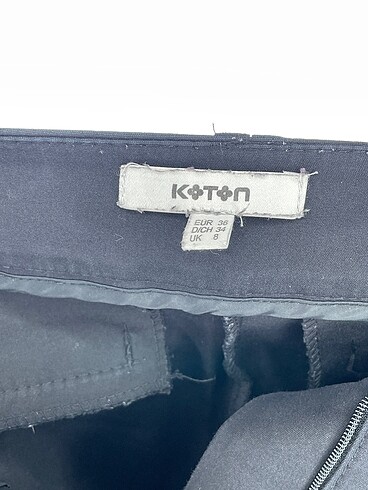 KOTON
EUR 36
D/CH 34
UK 8